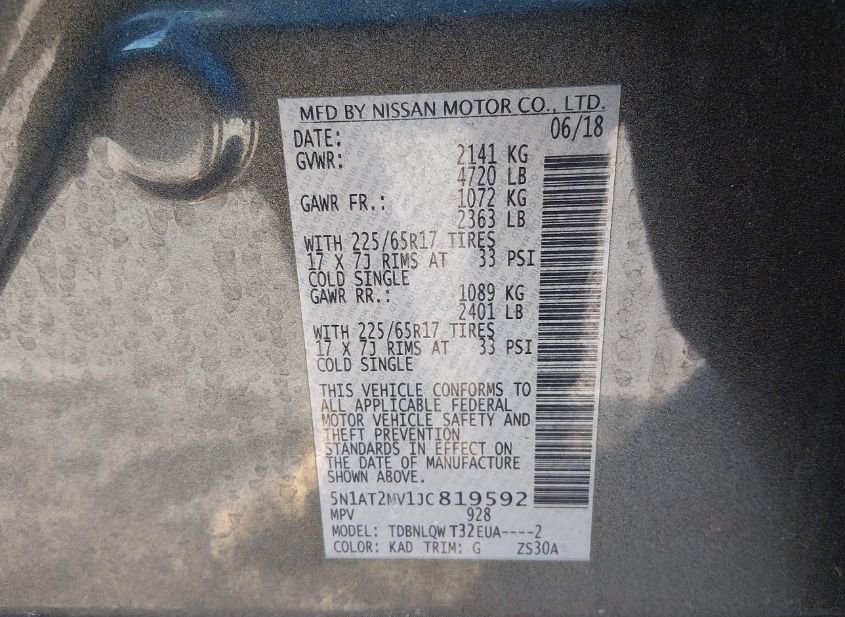 MFD BY NISSAN MOTOR CO., LTD.
DATE: 06/18
GVWR: 2141 KG
4720 LB
GAWR FR.: 1072 KG
2363 LB
WITH 225/65R17 TIRES
17 X 7J RIMS AT 33 PSI
COLD SINGLE
GAWR RR.: 1089 KG
2401 LB
WITH 225/65R17 TIRES
17 X 7J RIMS AT 33 PSI
COLD SINGLE
THIS VEHICLE CONFORMS TO
ALL APPLICABLE FEDERAL
MOTOR VEHICLE SAFETY AND
THEFT PREVENTION
STANDARDS IN EFFECT ON
THE DATE OF MANUFACTURE
SHOWN ABOVE.
5N1AT2MV1JC819592
MPV 928
MODEL: TDBNLQW T32EUA----2
COLOR: KAD TRIM: G ZS30A